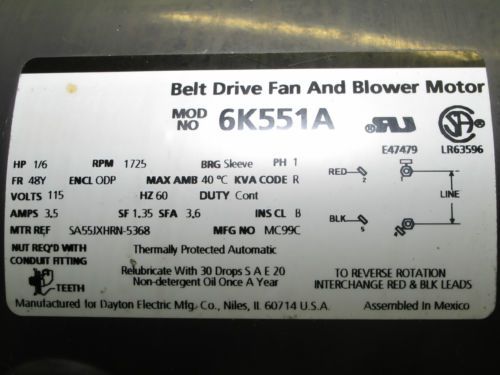 Belt Drive Fan And Blower Motor
MOD NO 6K551A
E47479 LR63596
HP 1/6 RPM 1725 BRG Sleeve PH 1
FR 48Y ENCL ODP MAX AMB 40 °C KVA CODE R
VOLTS 115 HZ 60 DUTY Cont
AMPS 3,5 SF 1.35 SFA 3,6 INS CL B
MTR REF SA55JXHRN-5368 MFG NO MC99C
RED 2
LINE
BLK 5
NUT REQ'D WITH
CONDUIT FITTING
Thermally Protected Automatic
TEETH
Relubricate With 30 Drops S A E 20
Non-detergent Oil Once A Year
TO REVERSE ROTATION
INTERCHANGE RED & BLK LEADS
Manufactured for Dayton Electric Mfg. Co., Niles, IL 60714 U.S.A. Assembled In Mexico